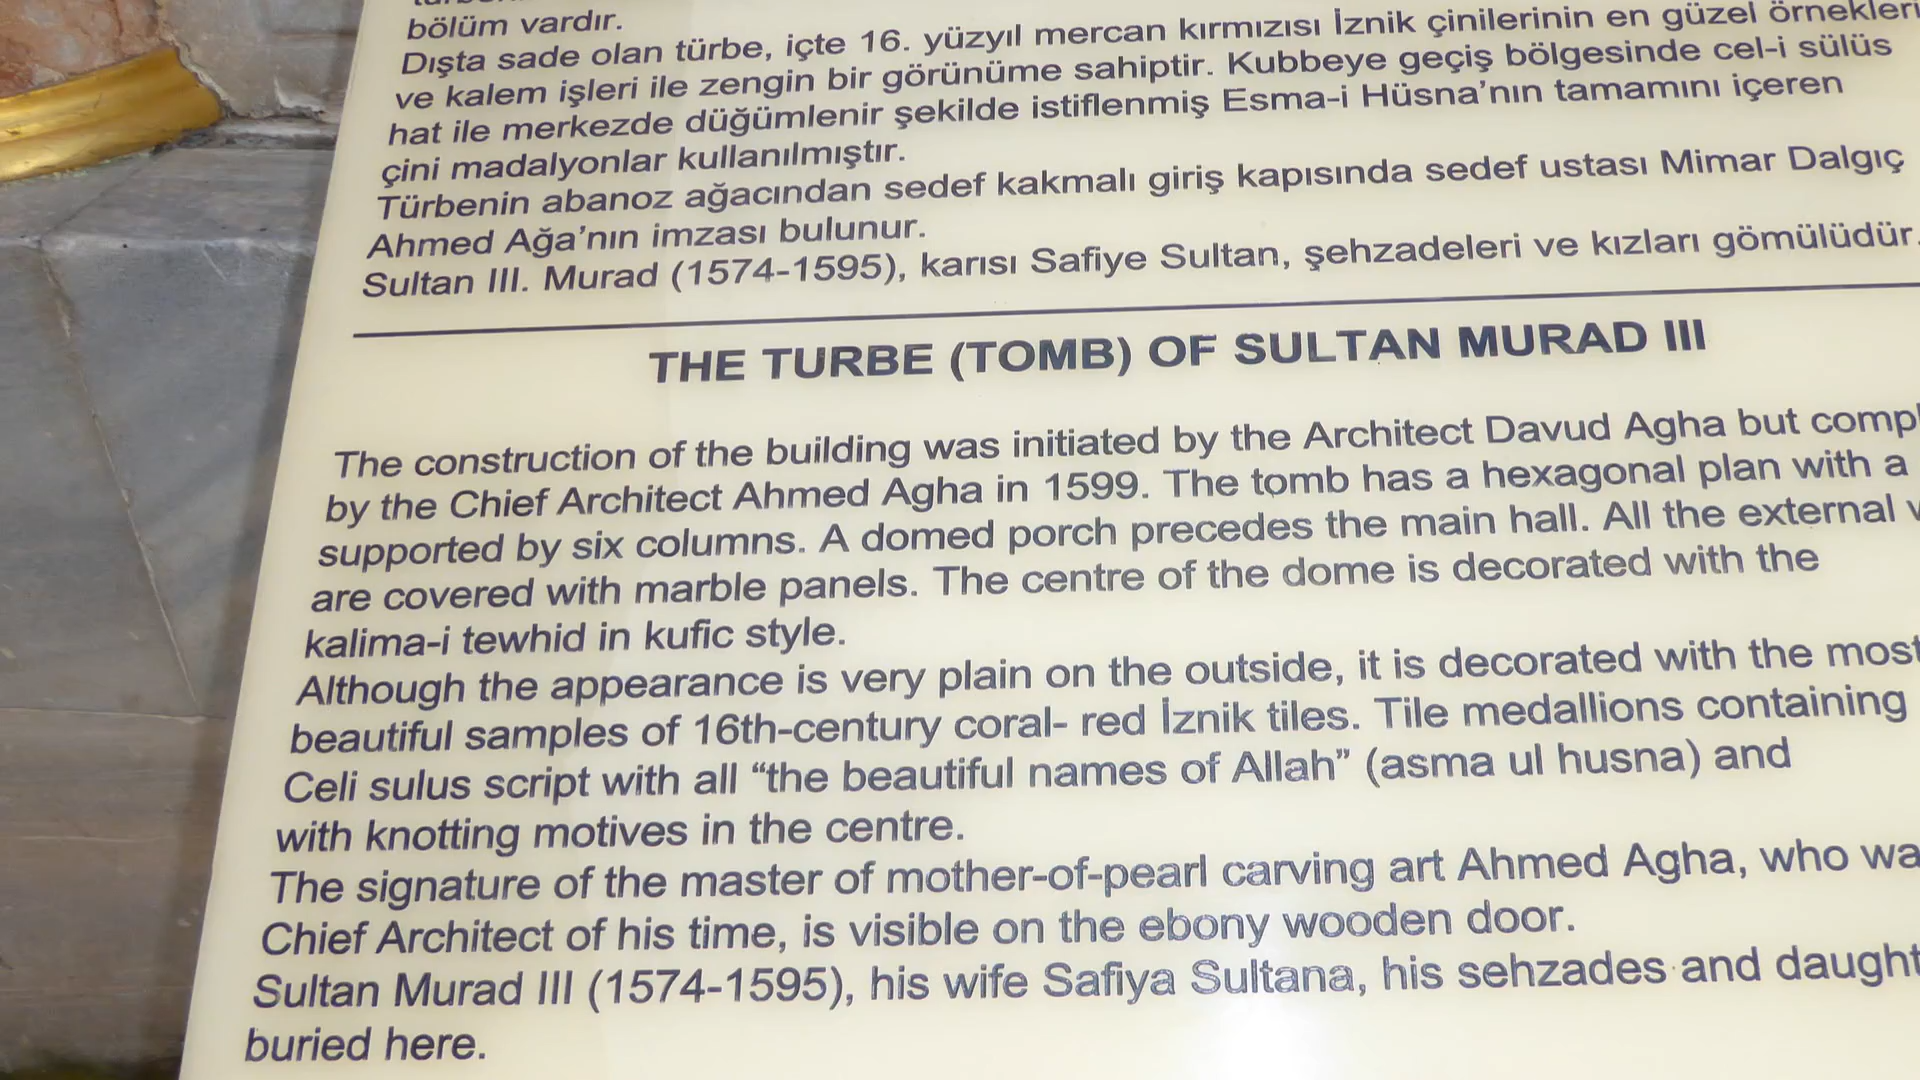 bölüm vardır.
Dışta sade olan türbe, içte 16. yüzyıl mercan kırmızısı İznik çinilerinin en güzel örnekleri
ve kalem işleri ile zengin bir görünüme sahiptir. Kubbeye geçiş bölgesinde cel-i sülüs
hat ile merkezde düğümlenir şekilde istiflenmiş Esma-i Hüsna’nın tamamını içeren
çini madalyonlar kullanılmıştır.
Türbenin abanoz ağacından sedef kakmalı giriş kapısında sedef ustası Mimar Dalgıç
Ahmed Ağa’nın imzası bulunur.
Sultan III. Murad (1574-1595), karısı Safiye Sultan, şehzadeleri ve kızları gömülüdür.
THE TURBE (TOMB) OF SULTAN MURAD III
The construction of the building was initiated by the Architect Davud Agha but compl
by the Chief Architect Ahmed Agha in 1599. The tomb has a hexagonal plan with a
supported by six columns. A domed porch precedes the main hall. All the external
are covered with marble panels. The centre of the dome is decorated with the
kalima-i tewhid in kufic style.
Although the appearance is very plain on the outside, it is decorated with the most
beautiful samples of 16th-century coral- red İznik tiles. Tile medallions containing
Celi sulus script with all “the beautiful names of Allah” (asma ul husna) and
with knotting motives in the centre.
The signature of the master of mother-of-pearl carving art Ahmed Agha, who wa
Chief Architect of his time, is visible on the ebony wooden door.
Sultan Murad III (1574-1595), his wife Safiya Sultana, his sehzades and daught
buried here.